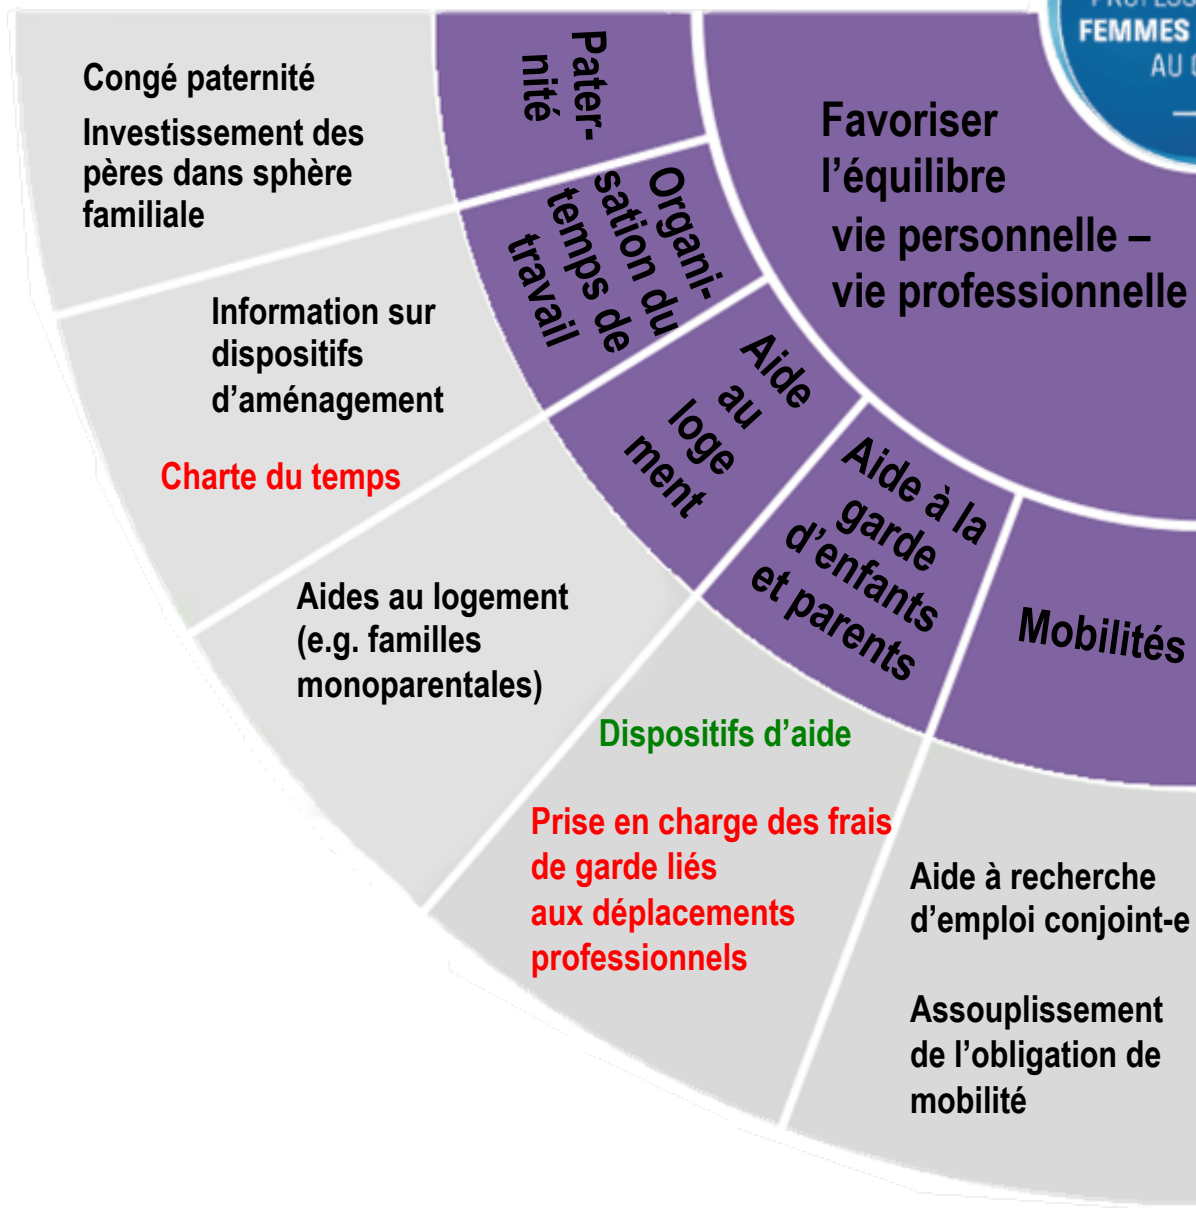 FEMMES
AU
Favoriser
l'équilibre
vie personnelle –
vie professionnelle
Pater-
nité
Congé paternité
Investissement des
pères dans sphère
familiale
Organi-
sation du
temps de
travail
Information sur
dispositifs
d'aménagement
Charte du temps
Aide
au
loge
ment
Aides au logement
(e.g. familles
monoparentales)
Aide à la
garde
d'enfants
et parents
Dispositifs d'aide
Prise en charge des frais
de garde liés
aux déplacements
professionnels
Mobilités
Aide à recherche
d'emploi conjoint-e
Assouplissement
de l'obligation de
mobilité